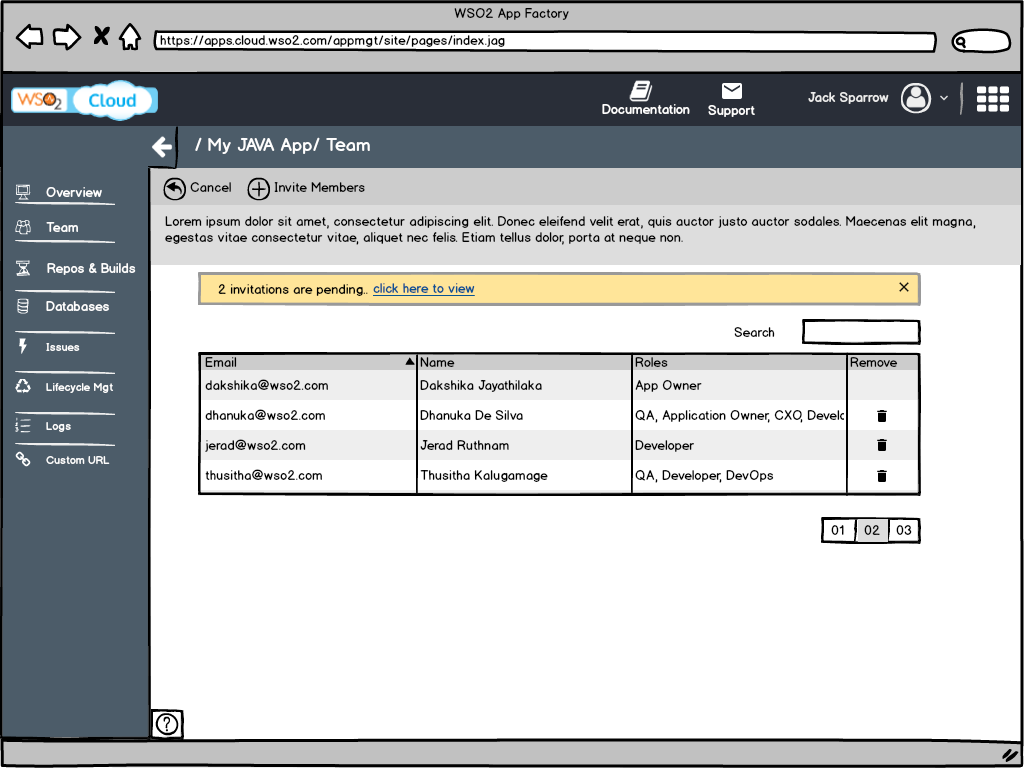 WSO2 App Factory
https://apps.cloud.wso2.com/appmgt/site/pages/index.jag
WSO2 Cloud
Documentation
Support
Jack Sparrow
/ My JAVA App/ Team
Cancel
Invite Members
Lorem ipsum dolor sit amet, consectetur adipiscing elit. Donec eleifend velit erat, quis auctor justo auctor sodales. Maecenas elit magna,
egestas vitae consectetur vitae, aliquet nec felis. Etiam tellus dolor, porta at neque non.
Overview
Team
Repos & Builds
Databases
Issues
Lifecycle Mgt
Logs
Custom URL
2 invitations are pending.. click here to view
Search
Email Name Roles Remove
dakshika@wso2.com Dakshika Jayathilaka App Owner
dhanuka@wso2.com Dhanuka De Silva QA, Application Owner, CXO, Develo
jerad@wso2.com Jerad Ruthnam Developer
thusitha@wso2.com Thusitha Kalugamage QA, Developer, DevOps
01 02 03
?